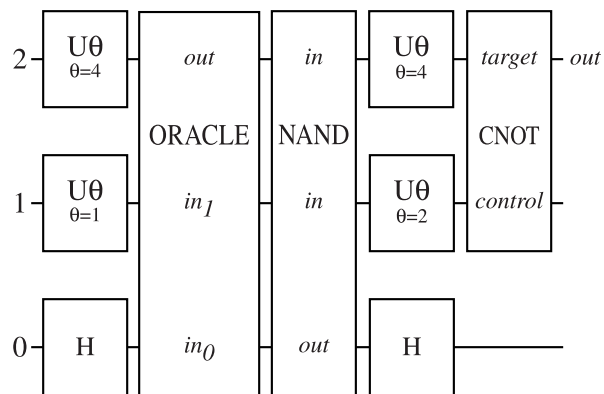 2 Uθ out in Uθ target out
θ=4 θ=4
ORACLE NAND CNOT
1 Uθ in1 in Uθ control
θ=1 θ=2
0 H in0 out H